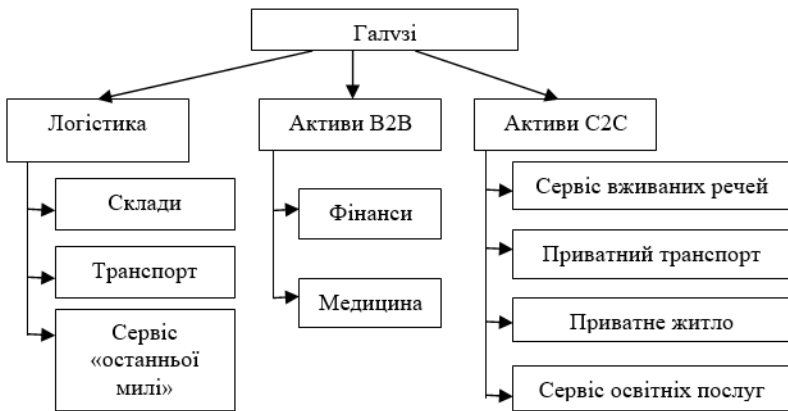 Галузі
Логістика
Склади
Транспорт
Сервіс
«останньої
милі»
Активи B2B
Фінанси
Медицина
Активи C2C
Сервіс вживаних речей
Приватний транспорт
Приватне житло
Сервіс освітніх послуг